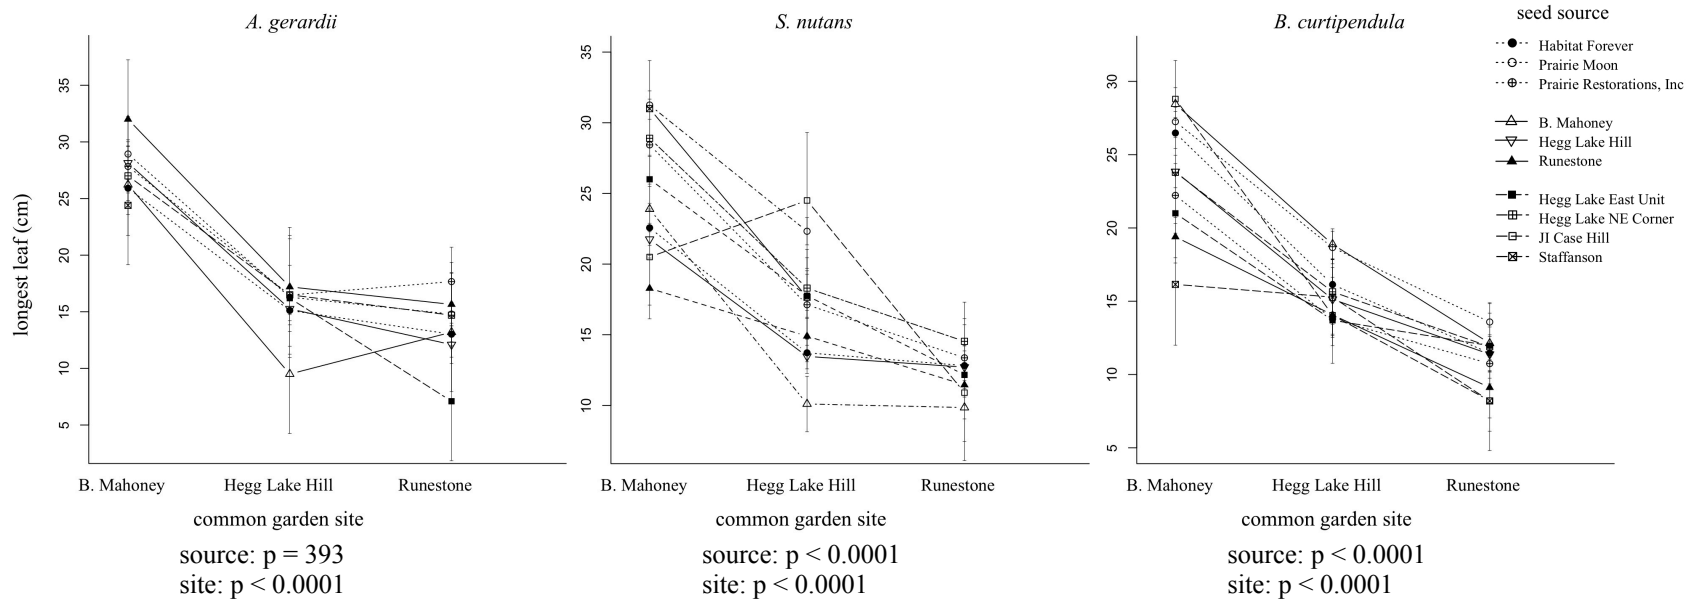 A. gerardii
S. nutans
B. curtipendula
seed source
Habitat Forever
Prairie Moon
Prairie Restorations, Inc
B. Mahoney
Hegg Lake Hill
Runestone
Hegg Lake East Unit
Hegg Lake NE Corner
JI Case Hill
Staffanson
longest leaf (cm)
35
30
25
20
15
10
5
35
30
25
20
15
10
30
25
20
15
10
5
B. Mahoney Hegg Lake Hill Runestone
B. Mahoney Hegg Lake Hill Runestone
B. Mahoney Hegg Lake Hill Runestone
common garden site
common garden site
common garden site
source: p = 393
site: p < 0.0001
source: p < 0.0001
site: p < 0.0001
source: p < 0.0001
site: p < 0.0001